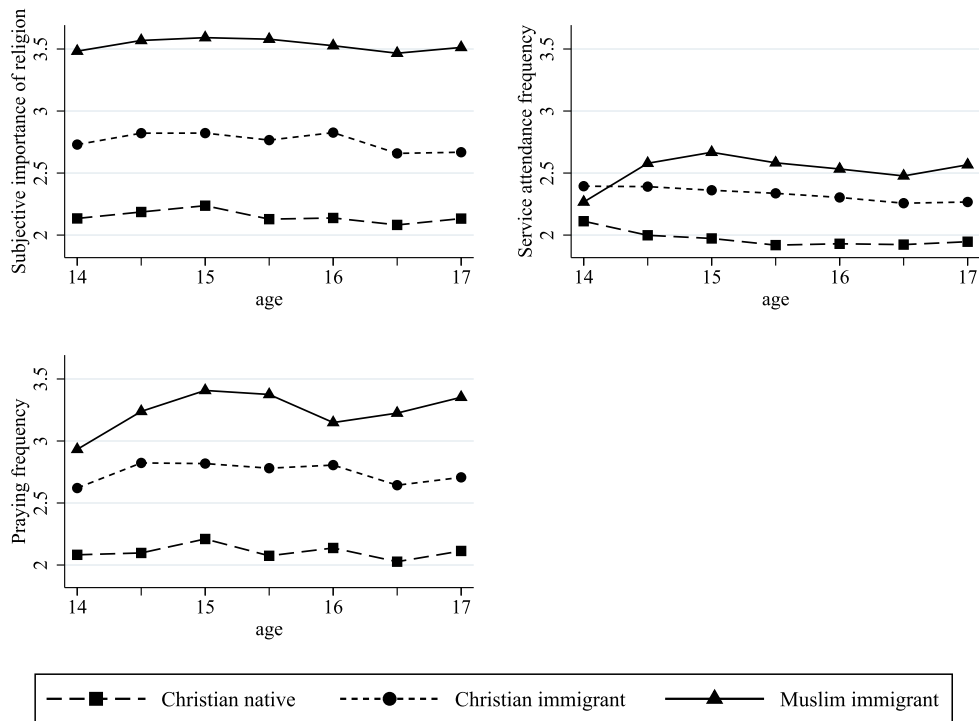 Subjective importance of religion
3.5
3
2.5
2
14 15 16 17
age
Service attendance frequency
3.5
3
2.5
2
14 15 16 17
age
Praying frequency
3.5
3
2.5
2
14 15 16 17
age
Christian native Christian immigrant Muslim immigrant